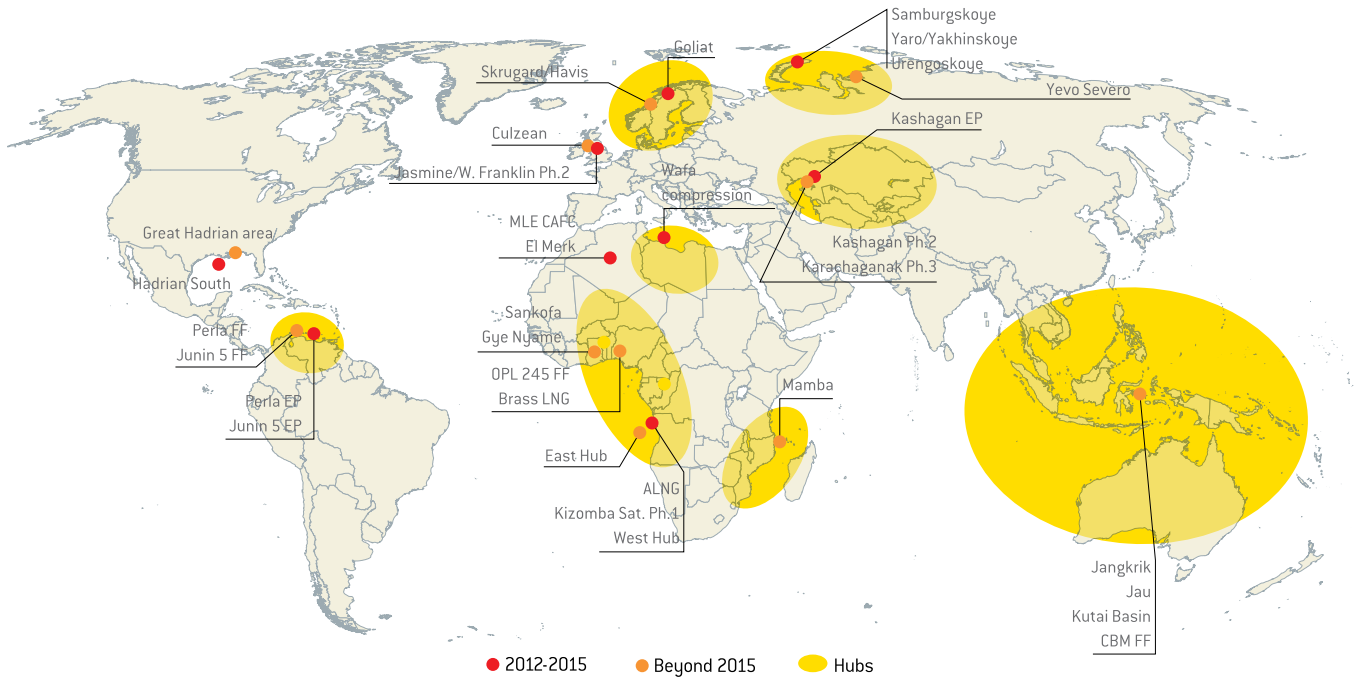 Samburgskoye
Yaro/Yakhinskoye
Urengoskoye
Goliat
Skrugard/Havis
Yevo Severo
Kashagan EP
Culzean
Jasmine/W. Franklin Ph.2
Wafa
compression
MLE CAFC
El Merk
Great Hadrian area/
Hadrian South
Kashagan Ph.2
Karachaganak Ph.3
Sankofa
Gye Nyame
Perla FF
Junin 5 FF
OPL 245 FF
Brass LNG
Mamba
Perla EP
Junin 5 EP
East Hub
ALNG
Kizomba Sat. Ph.1
West Hub
Jangkrik
Jau
Kutai Basin
CBM FF
2012-2015
Beyond 2015
Hubs